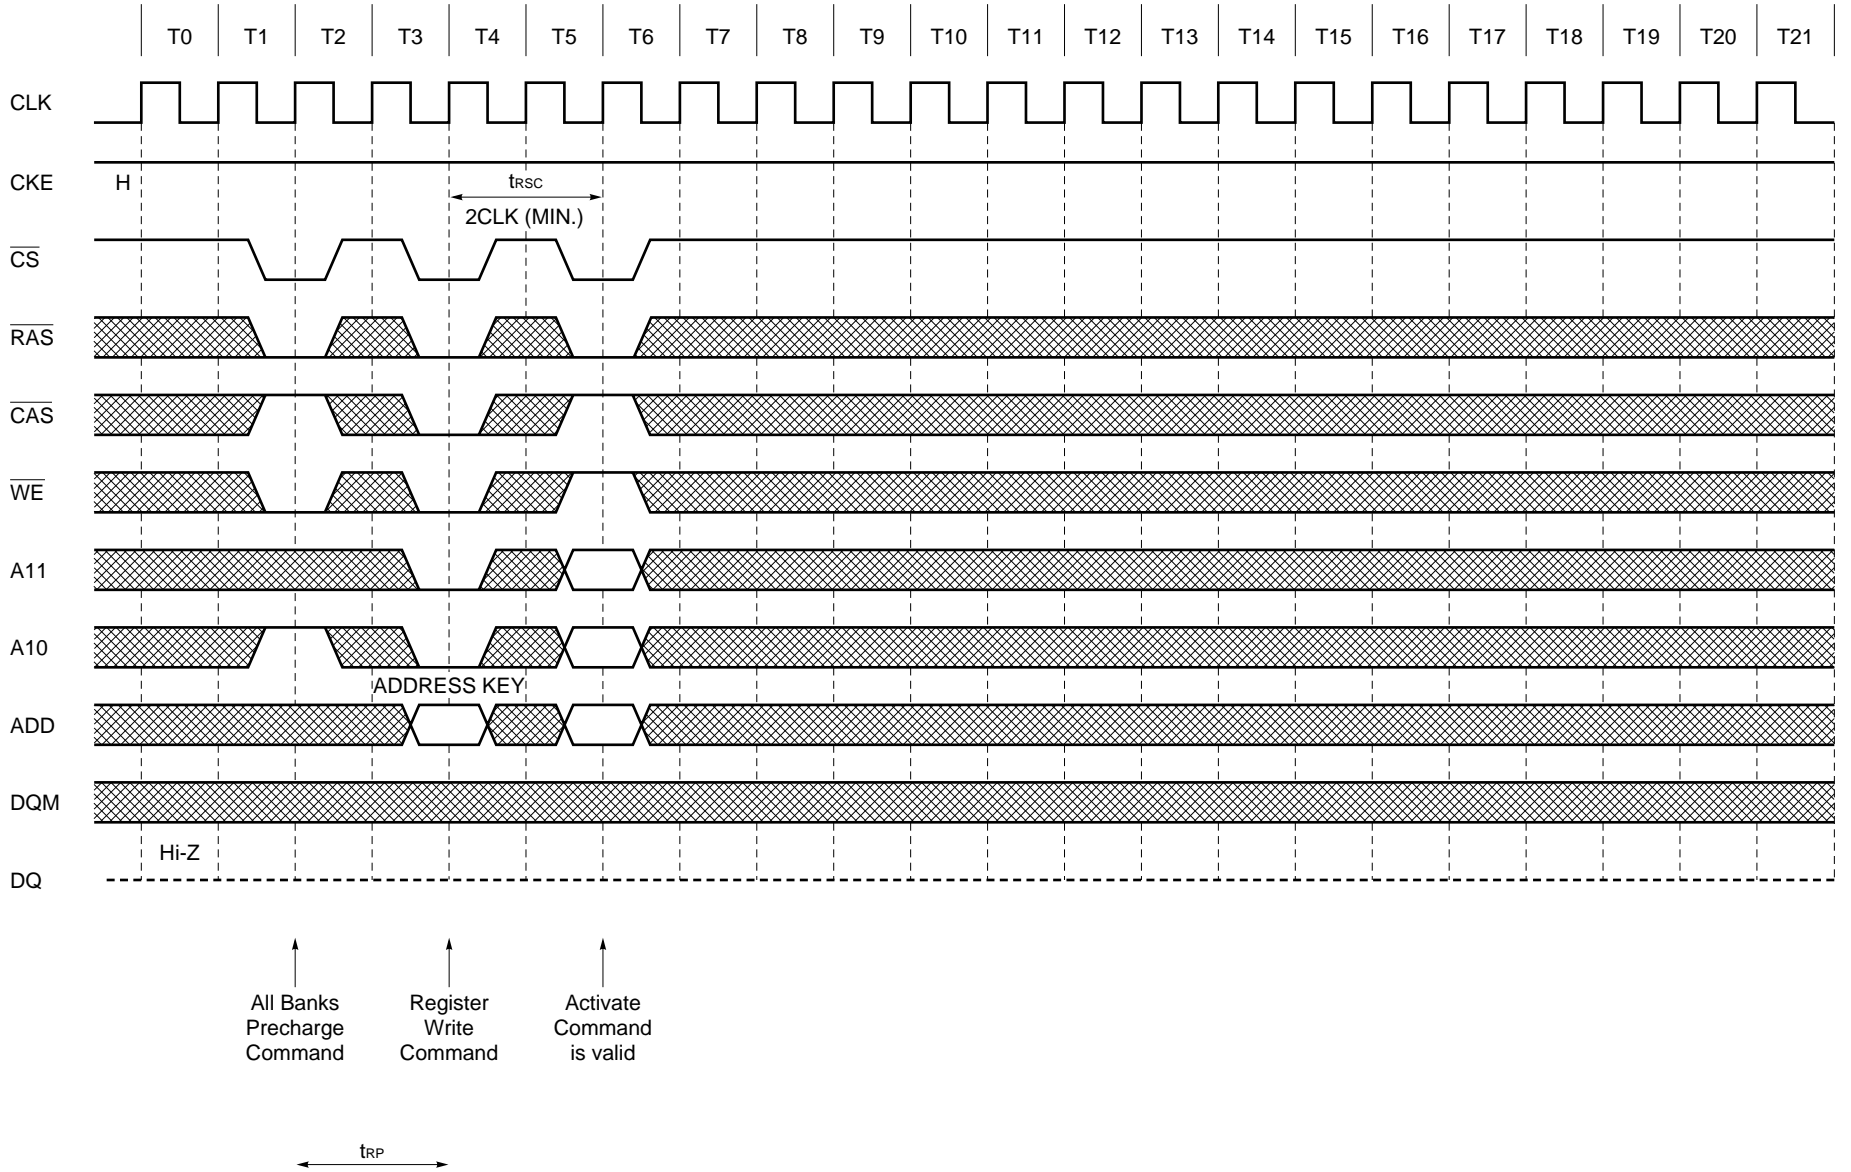 T0 T1 T2 T3 T4 T5 T6 T7 T8 T9 T10 T11 T12 T13 T14 T15 T16 T17 T18 T19 T20 T21
CLK
CKE H
tRSC
2CLK (MIN.)
CS
RAS
CAS
WE
A11
A10
ADDRESS KEY
ADD
DQM
Hi-Z
DQ
All Banks
Precharge
Command
Register
Write
Command
Activate
Command
is valid
tRP